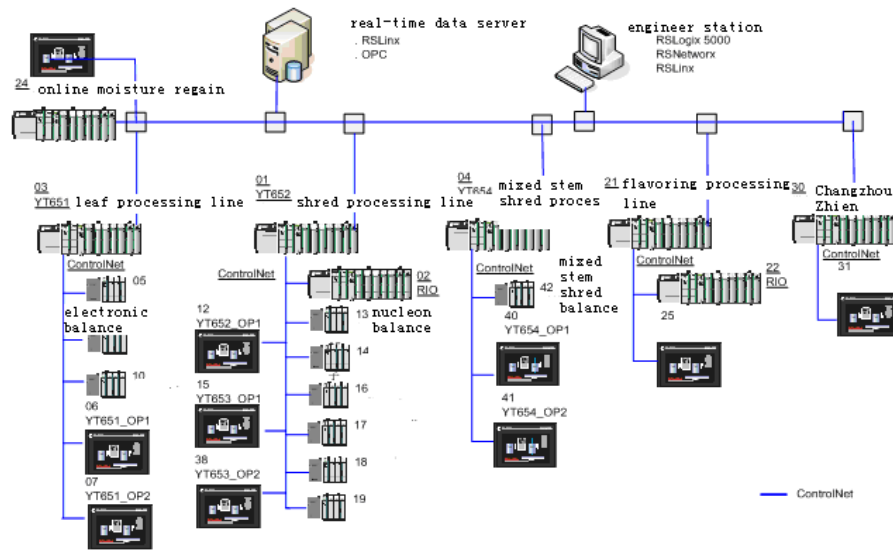 real-time data server
. RSLinx
. OPC
engineer station
RSLogix 5000
RSNetworx
RSLinx
24
online moisture regain
03
YT651
leaf processing line
01
YT652
shred processing line
04
YT654
mixed stem
shred proces
21
flavoring processing
line
30
Changzhou
Zhien
ControlNet
05
electronic
balance
10
06
YT651_OP1
07
YT651_OP2
ControlNet
02
RIO
12
YT652_OP1
13
nucleon
balance
14
15
YT653_OP1
16
17
38
YT653_OP2
18
19
ControlNet
42
mixed
stem
shred
balance
40
YT654_OP1
41
YT654_OP2
ControlNet
22
RIO
25
ControlNet
31
ControlNet